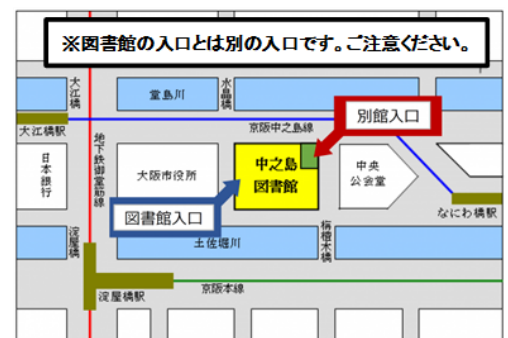 ※図書館の入口とは別の入口です。ご注意ください。
大江橋
堂島川
水晶橋
別館入口
大江橋駅
京阪中之島線
地下鉄御堂筋線
日本銀行
大阪市役所
中之島
図書館
中央
公会堂
図書館入口
なにわ橋駅
淀屋橋
土佐堀川
栴檀木橋
京阪本線
淀屋橋駅